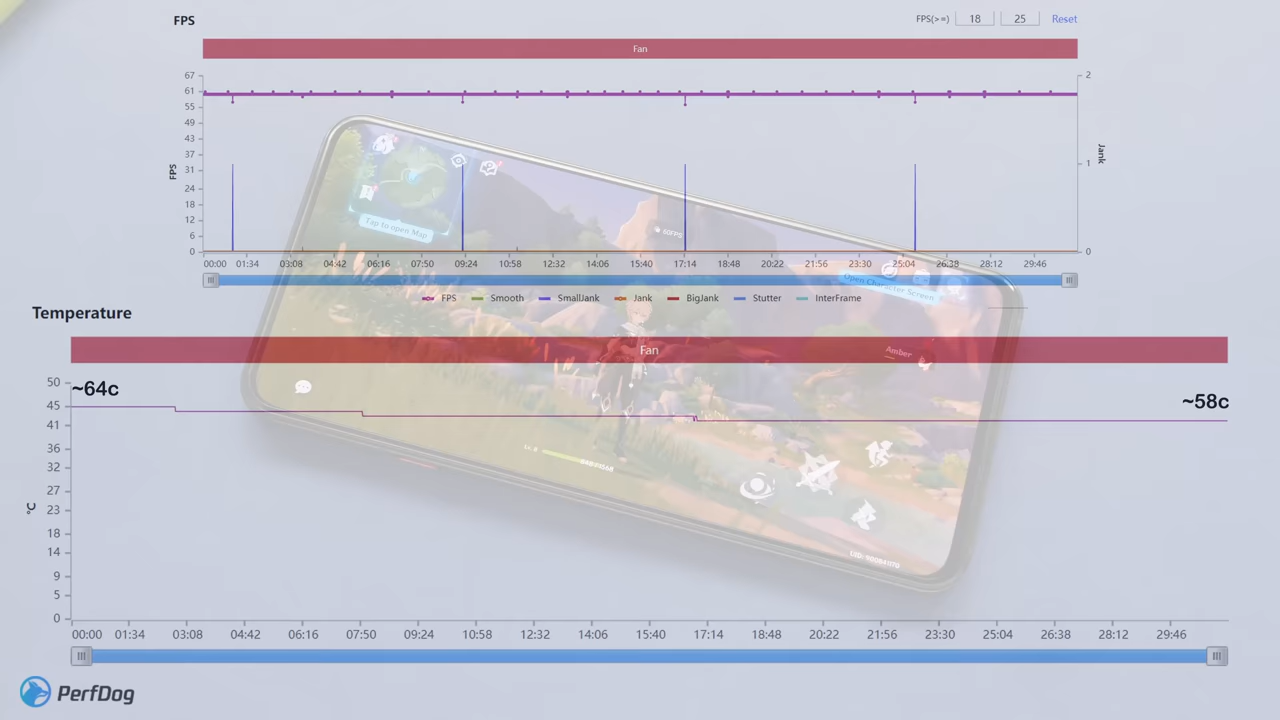 FPS
FPS(>=) 18 25 Reset
Fan
67
61
55
49
43
37
31
24
18
12
6
0
FPS
2
1
0
Jank
00:00 01:34 03:08 04:42 06:16 07:50 09:24 10:58 12:32 14:06 15:40 17:14 18:48 20:22 21:56 23:30 25:04 26:38 28:12 29:46
FPS Smooth SmallJank Jank BigJank Stutter InterFrame
Tap to open Map
60FPS
Open Character Screen
Temperature
Fan
Amber
~64c
~58c
50
45
41
36
32
27
23
18
14
9
5
0
°C
00:00 01:34 03:08 04:42 06:16 07:50 09:24 10:58 12:32 14:06 15:40 17:14 18:48 20:22 21:56 23:30 25:04 26:38 28:12 29:46
PerfDog